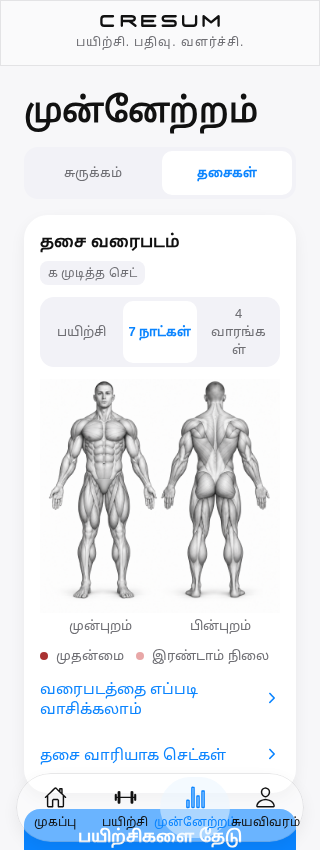 CRESUM
பயிற்சி. பதிவு. வளர்ச்சி.
முன்னேற்றம்
சுருக்கம்
தசைகள்
தசை வரைபடம்
௧ முடித்த செட்
பயிற்சி
7 நாட்கள்
4
வாரங்க
ள்
முன்புறம்
பின்புறம்
முதன்மை
இரண்டாம் நிலை
வரைபடத்தை எப்படி
வாசிக்கலாம்
தசை வாரியாக செட்கள்
முகப்பு
பயிற்சி
முன்னேற்ற
சுயவிவரம்
பயிற்சிகளை தேடு